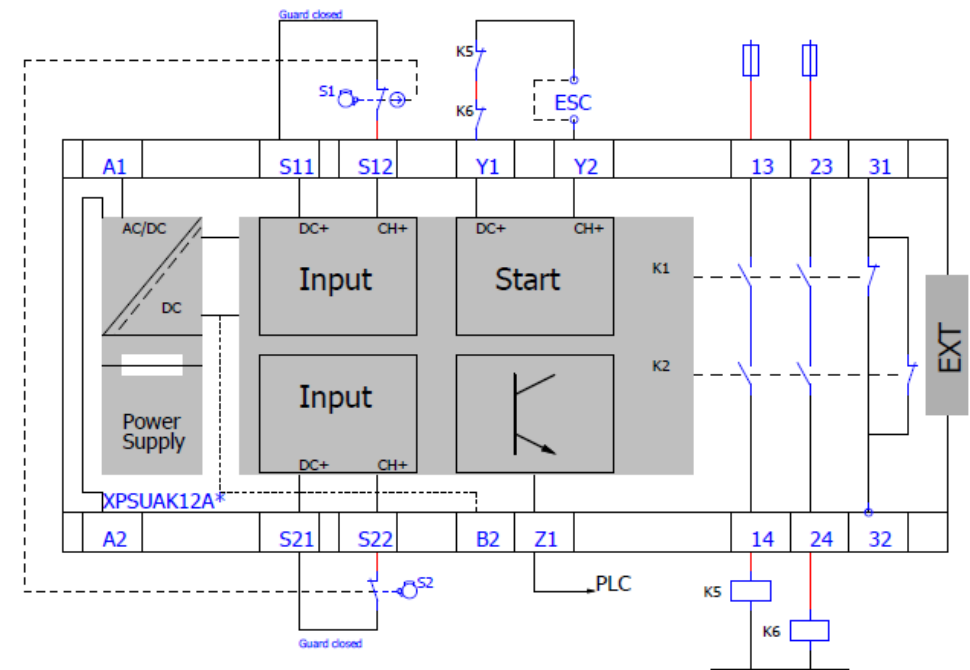 Guard closed
K5
S1
K6
ESC
A1
S11
S12
Y1
Y2
13
23
31
AC/DC
DC
DC+
CH+
Input
DC+
CH+
Start
K1
EXT
K2
Input
DC+
CH+
Power
Supply
XPSUAK12A*
A2
S21
S22
B2
Z1
14
24
32
S2
PLC
K5
K6
Guard closed